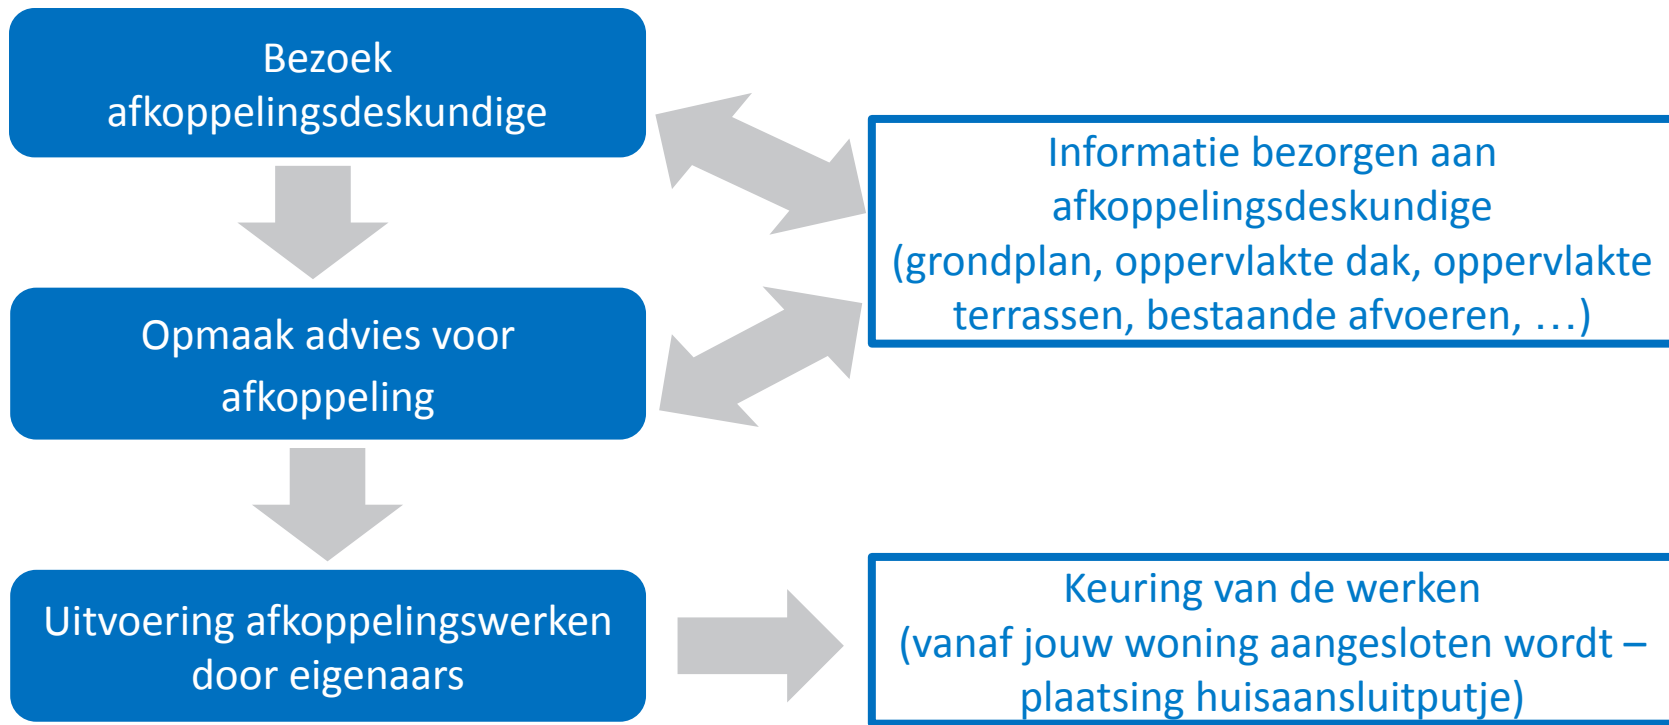 Bezoek
afkoppelingsdeskundige
Informatie bezorgen aan
afkoppelingsdeskundige
(grondplan, oppervlakte dak, oppervlakte
terrassen, bestaande afvoeren, …)
Opmaak advies voor
afkoppeling
Uitvoering afkoppelingswerken
door eigenaars
Keuring van de werken
(vanaf jouw woning aangesloten wordt –
plaatsing huisaansluitputje)